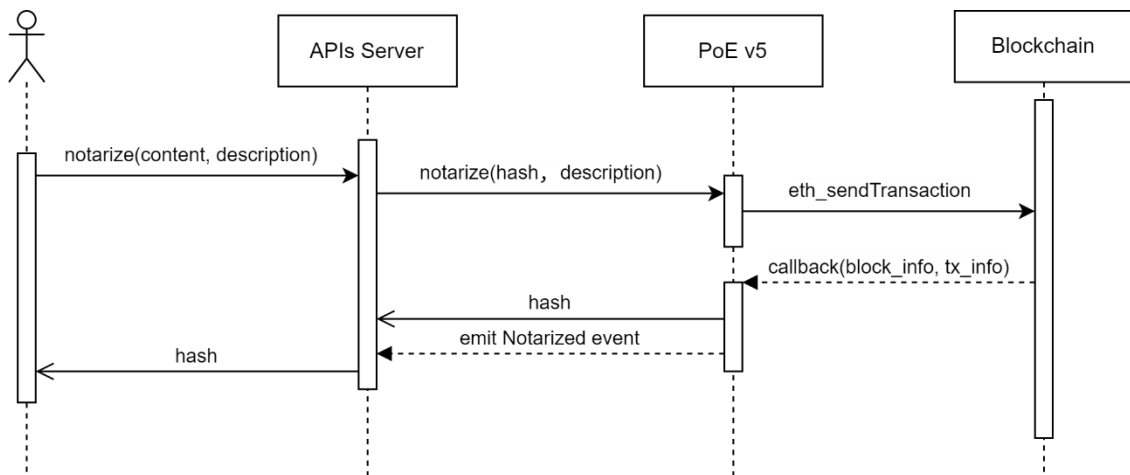 APIs Server
PoE v5
Blockchain
notarize(content, description)
notarize(hash，description)
eth_sendTransaction
callback(block_info, tx_info)
hash
emit Notarized event
hash